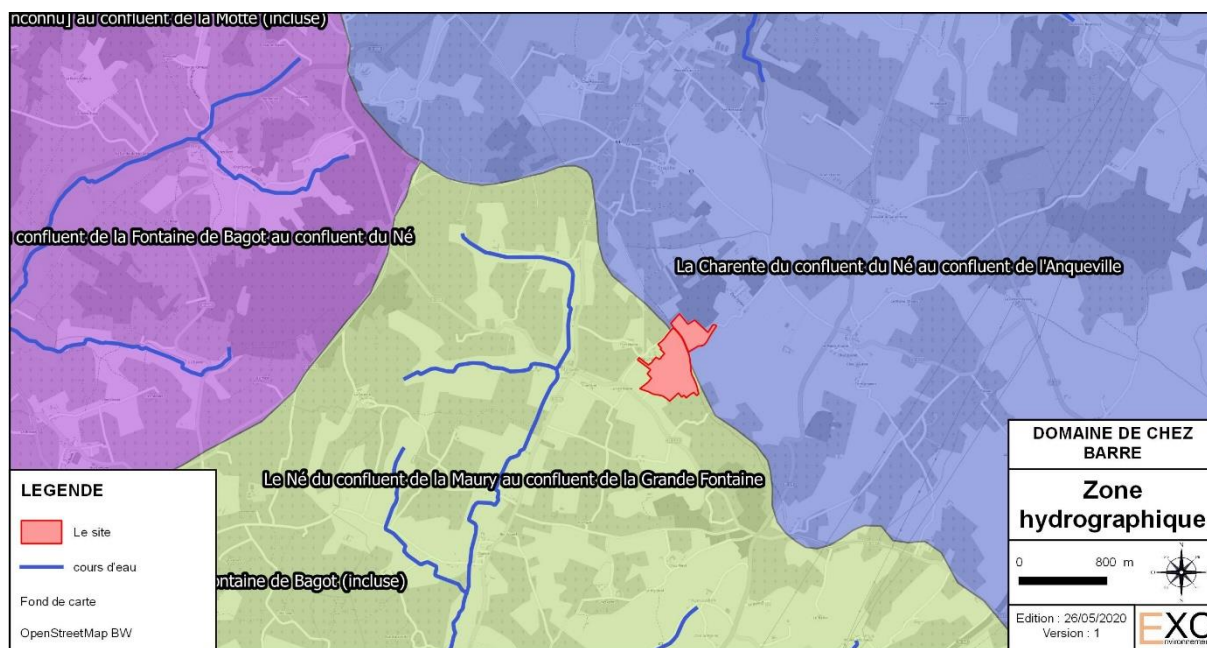 nconnu] au confluent de la Motte (incluse)
confluent de la Fontaine de Bagot au confluent du Né
La Charente du confluent du Né au confluent de l'Anqueville
Le Né du confluent de la Maury au confluent de la Grande Fontaine
ontaine de Bagot (incluse)
LEGENDE
Le site
cours d'eau
Fond de carte
OpenStreetMap BW
DOMAINE DE CHEZ
BARRE
Zone
hydrographique
0 800 m
Edition : 26/05/2020
Version : 1
EXO
nvironnement